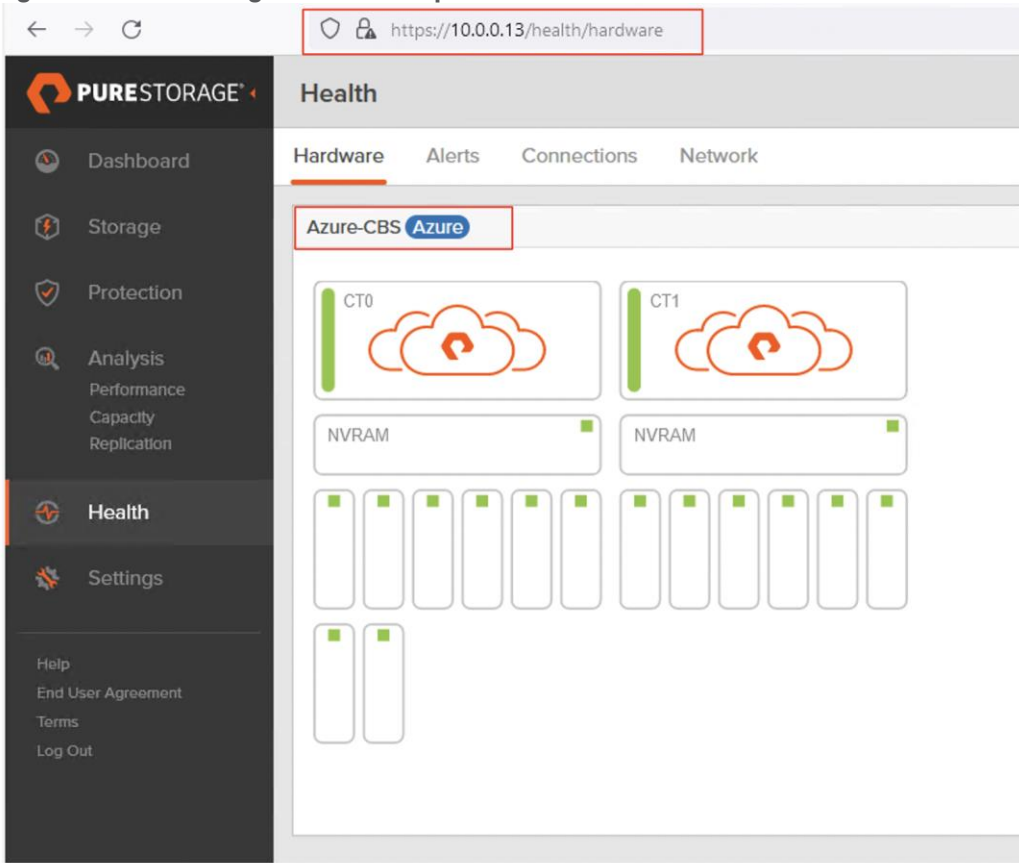 https://10.0.0.13/health/hardware
PURESTORAGE®
Health
Dashboard
Storage
Protection
Analysis
Performance
Capacity
Replication
Health
Settings
Help
End User Agreement
Terms
Log Out
Hardware Alerts Connections Network
Azure-CBS Azure
CT0 CT1
NVRAM NVRAM